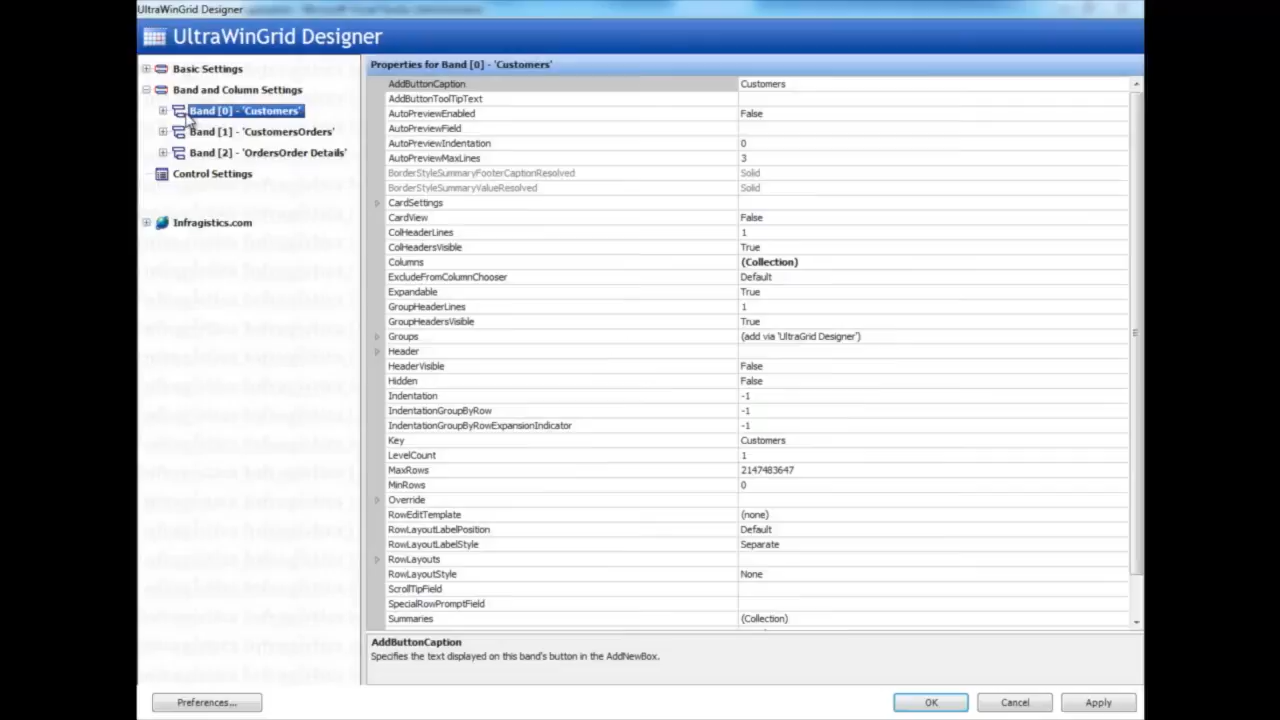 UltraWinGrid Designer
UltraWinGrid Designer
Basic Settings
Band and Column Settings
Band [0] - 'Customers'
Band [1] - 'CustomersOrders'
Band [2] - 'OrdersOrder Details'
Control Settings
Infragistics.com
Properties for Band [0] - 'Customers'
AddButtonCaption Customers
AddButtonToolTipText
AutoPreviewEnabled False
AutoPreviewField
AutoPreviewIndentation 0
AutoPreviewMaxLines 3
BorderStyleSummaryFooterCaptionResolved Solid
BorderStyleSummaryValueResolved Solid
CardSettings
CardView False
ColHeaderLines 1
ColHeadersVisible True
Columns (Collection)
ExcludeFromColumnChooser Default
Expandable True
GroupHeaderLines 1
GroupHeadersVisible True
Groups (add via 'UltraGrid Designer')
Header
HeaderVisible False
Hidden False
Indentation -1
IndentationGroupByRow -1
IndentationGroupByRowExpansionIndicator -1
Key Customers
LevelCount 1
MaxRows 2147483647
MinRows 0
Override
RowEditTemplate (none)
RowLayoutLabelPosition Default
RowLayoutLabelStyle Separate
RowLayouts
RowLayoutStyle None
ScrollTipField
SpecialRowPromptField
Summaries (Collection)
AddButtonCaption
Specifies the text displayed on this band's button in the AddNewBox.
Preferences... OK Cancel Apply